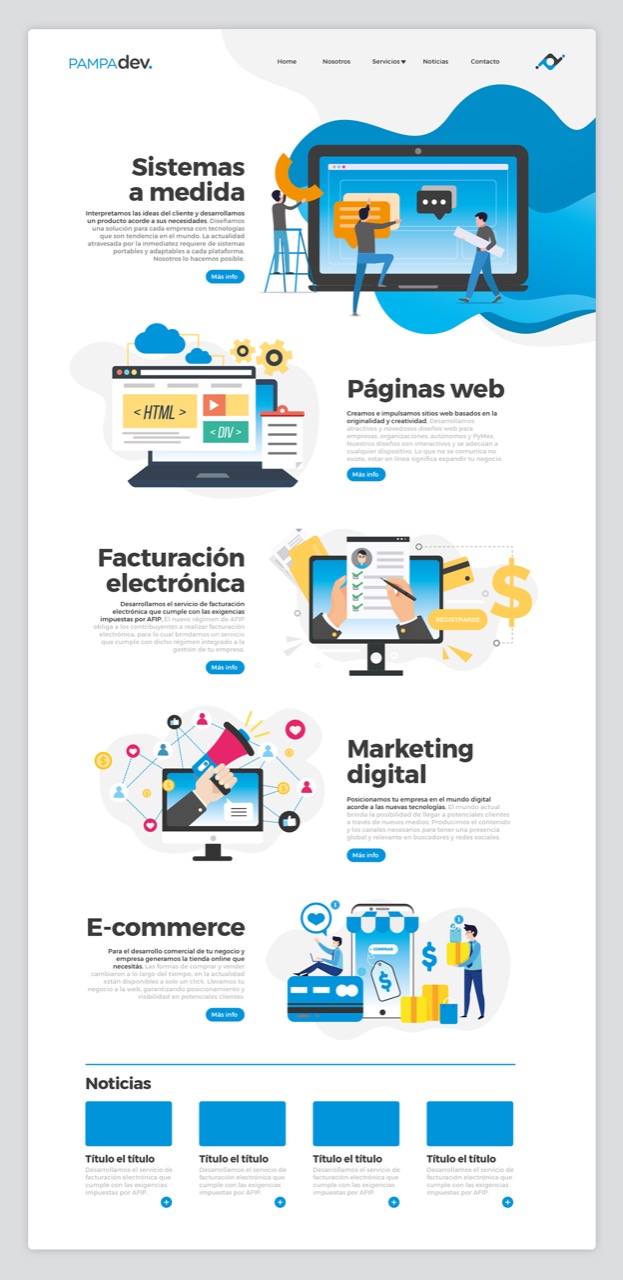 PAMPAdev.
Home Nosotros Servicios Noticias Contacto
Sistemas
a medida
Interpretamos las ideas del cliente y desarrollamos
un producto acorde a sus necesidades. Diseñamos
una solución para cada empresa con tecnologías
que son tendencia en el mundo. La actualidad
atravesada por la inmediatez requiere de sistemas
portables y adaptables a cada plataforma.
Nosotros lo hacemos posible.
Más info
< HTML >
< DIV >
Páginas web
Creamos e impulsamos sitios web basados en la
originalidad y creatividad. Desarrollamos
atractivos y novedosos diseños web para
empresas, organizaciones, autónomos y PyMes.
Nuestros diseños son interactivos y se adecuan a
cualquier dispositivo. Lo que no se comunica no
existe, estar en línea significa expandir tu negocio.
Más info
Facturación
electrónica
Desarrollamos el servicio de facturación
electrónica que cumple con las exigencias
impuestas por AFIP. El nuevo régimen de AFIP
obliga a los contribuyentes a realizar facturación
electrónica, para lo cual brindamos un servicio
que cumple con dicho régimen integrado a la
gestión de tu empresa.
Más info
REGISTRARSE
$
Marketing
digital
Posicionamos tu empresa en el mundo digital
acorde a las nuevas tecnologías. El mundo actual
brinda la posibilidad de llegar a potenciales clientes
a través de nuevos medios. Producimos el contenido
y los canales necesarios para tener una presencia
global y relevante en buscadores y redes sociales.
Más info
E-commerce
Para el desarrollo comercial de tu negocio y
empresa generamos la tienda online que
necesitás. Las formas de comprar y vender
cambiaron a lo largo del tiempo, en la actualidad
están disponibles a solo un click. Llevamos tu
negocio a la web, garantizando posicionamiento y
visibilidad en potenciales clientes.
Más info
COMPRAR
$
$
Noticias
Título el título Título el título Título el título Título el título
Desarrollamos el servicio de Desarrollamos el servicio de Desarrollamos el servicio de Desarrollamos el servicio de
facturación electrónica que facturación electrónica que facturación electrónica que facturación electrónica que
cumple con las exigencias cumple con las exigencias cumple con las exigencias cumple con las exigencias
impuestas por AFIP. impuestas por AFIP. impuestas por AFIP. impuestas por AFIP.
+ + + +